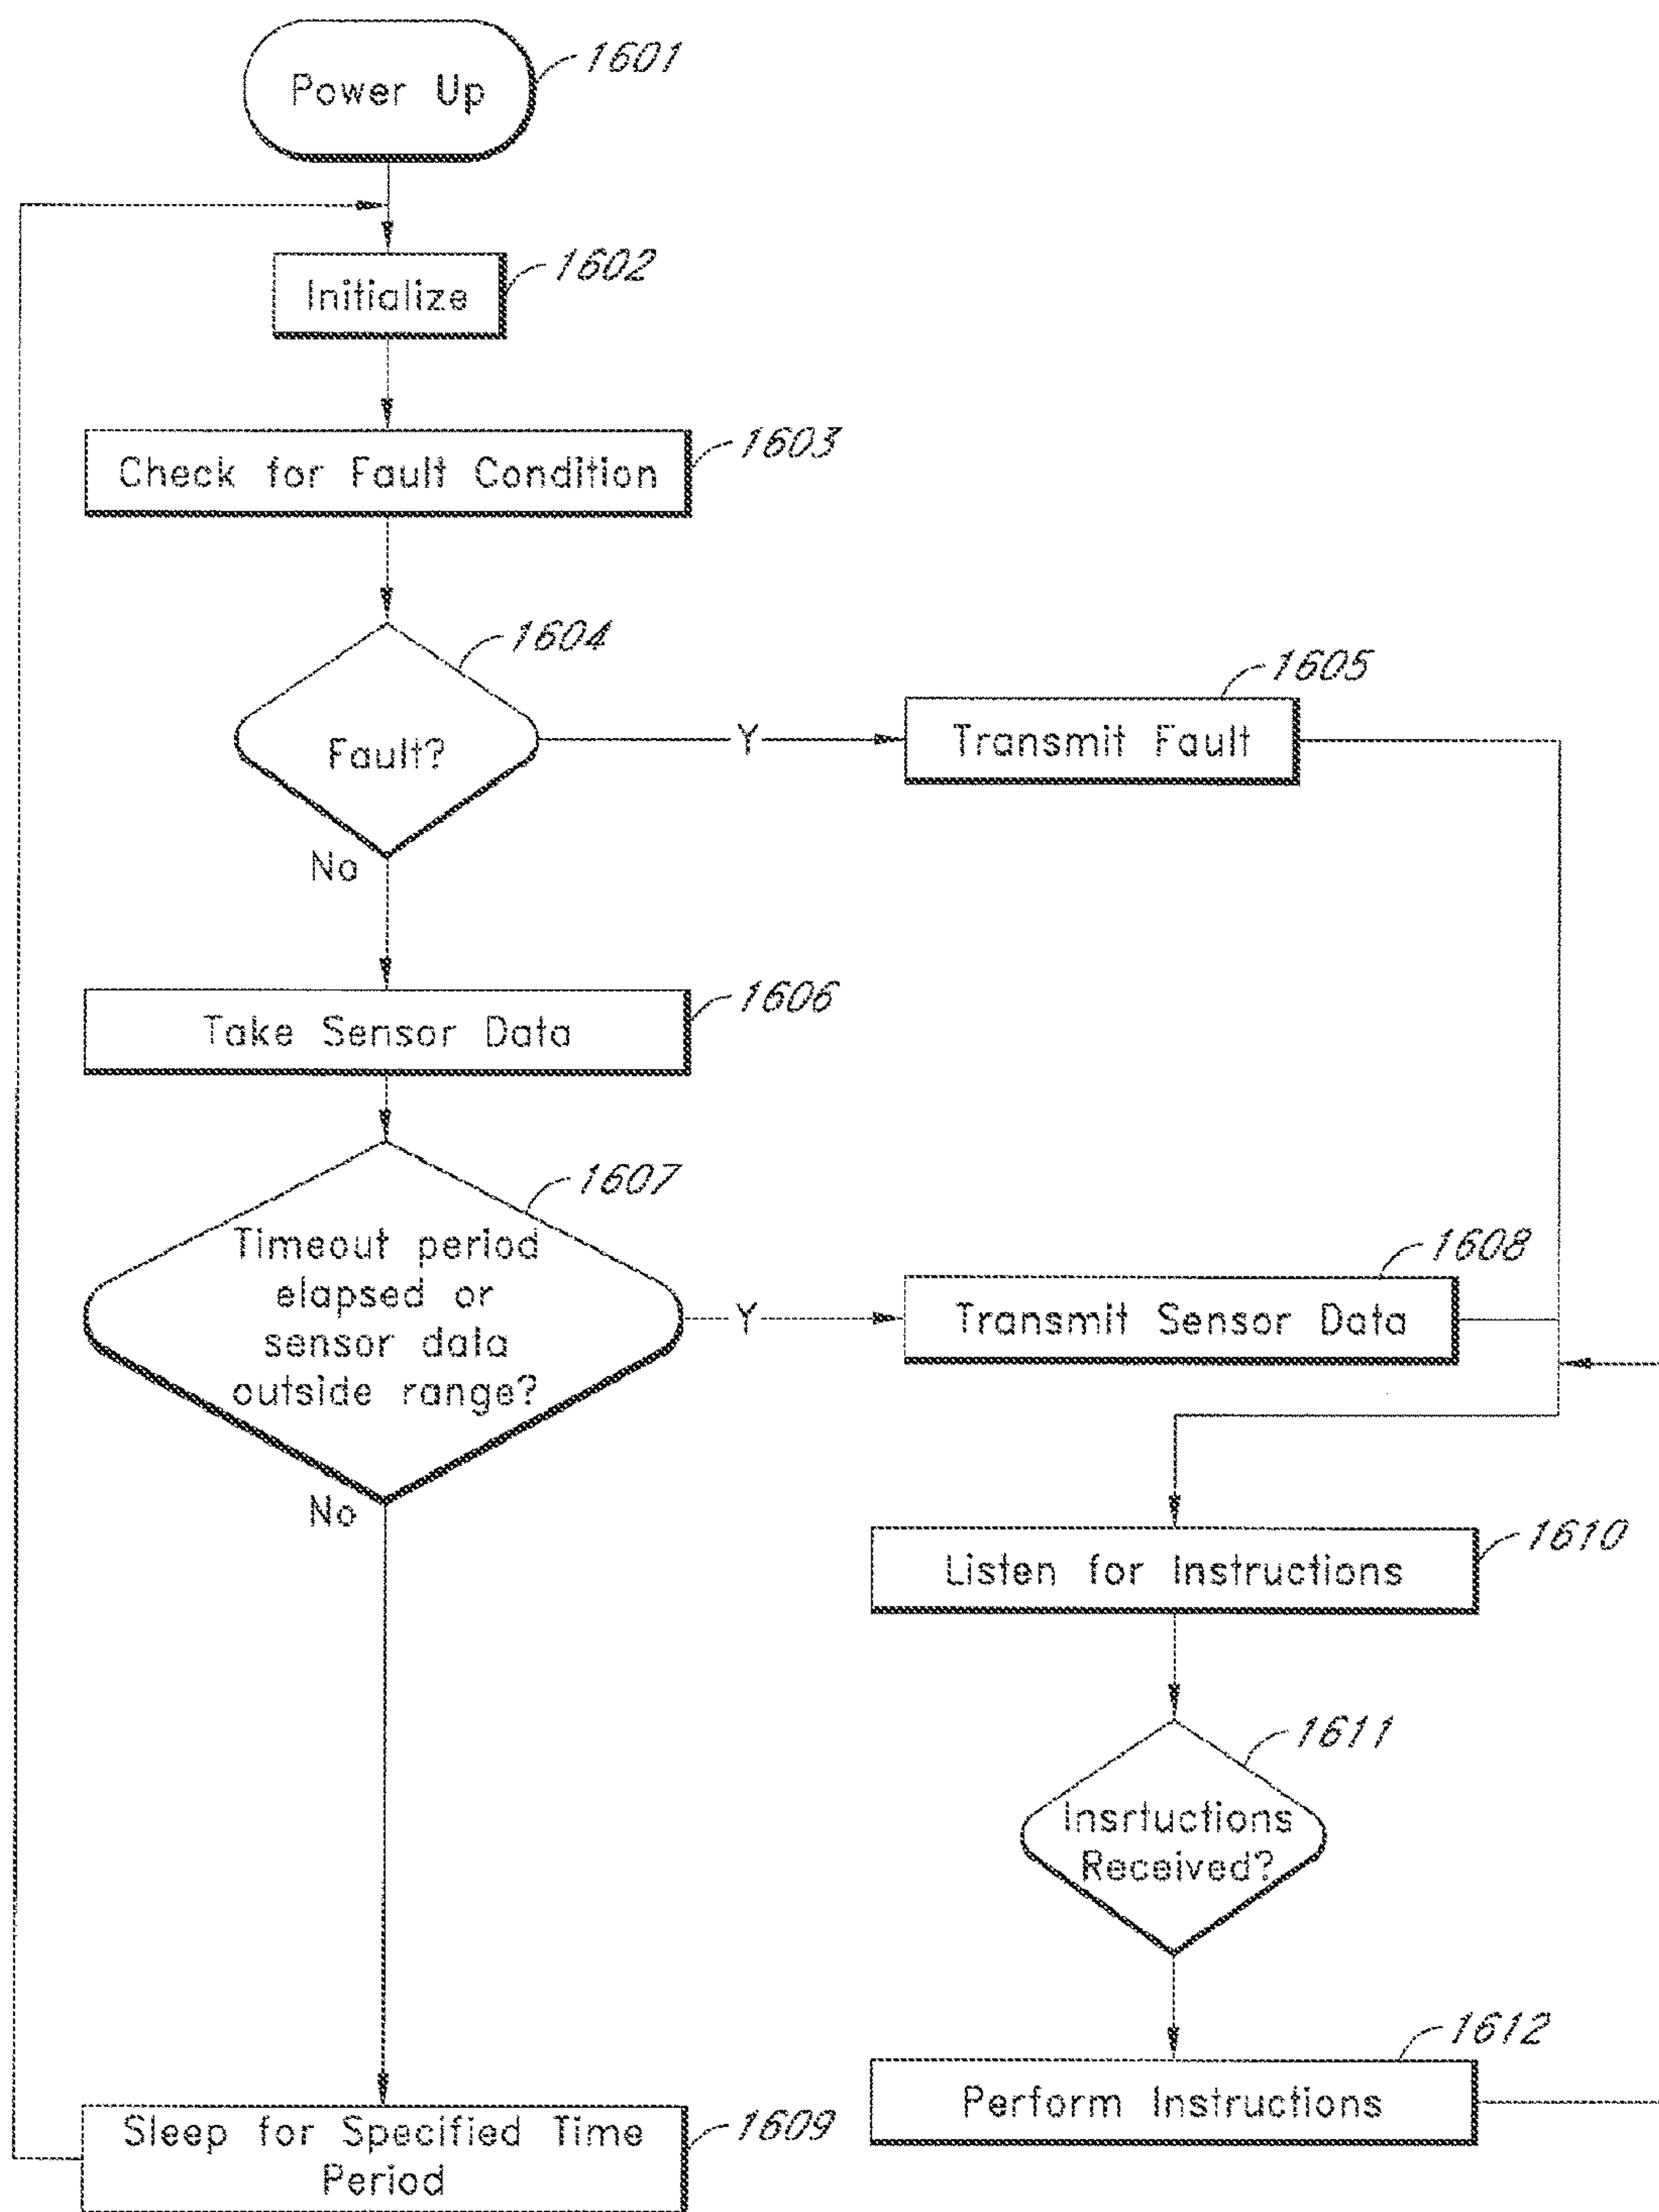 Power Up
1601
Initialize
1602
Check for Fault Condition
1603
Fault?
1604
Y
Transmit Fault
1605
No
Take Sensor Data
1606
Timeout period
elapsed or
sensor data
outside range?
1607
Y
Transmit Sensor Data
1608
No
Listen for Instructions
1610
Insrtuctions
Received?
1611
Perform Instructions
1612
Sleep for Specified Time
Period
1609